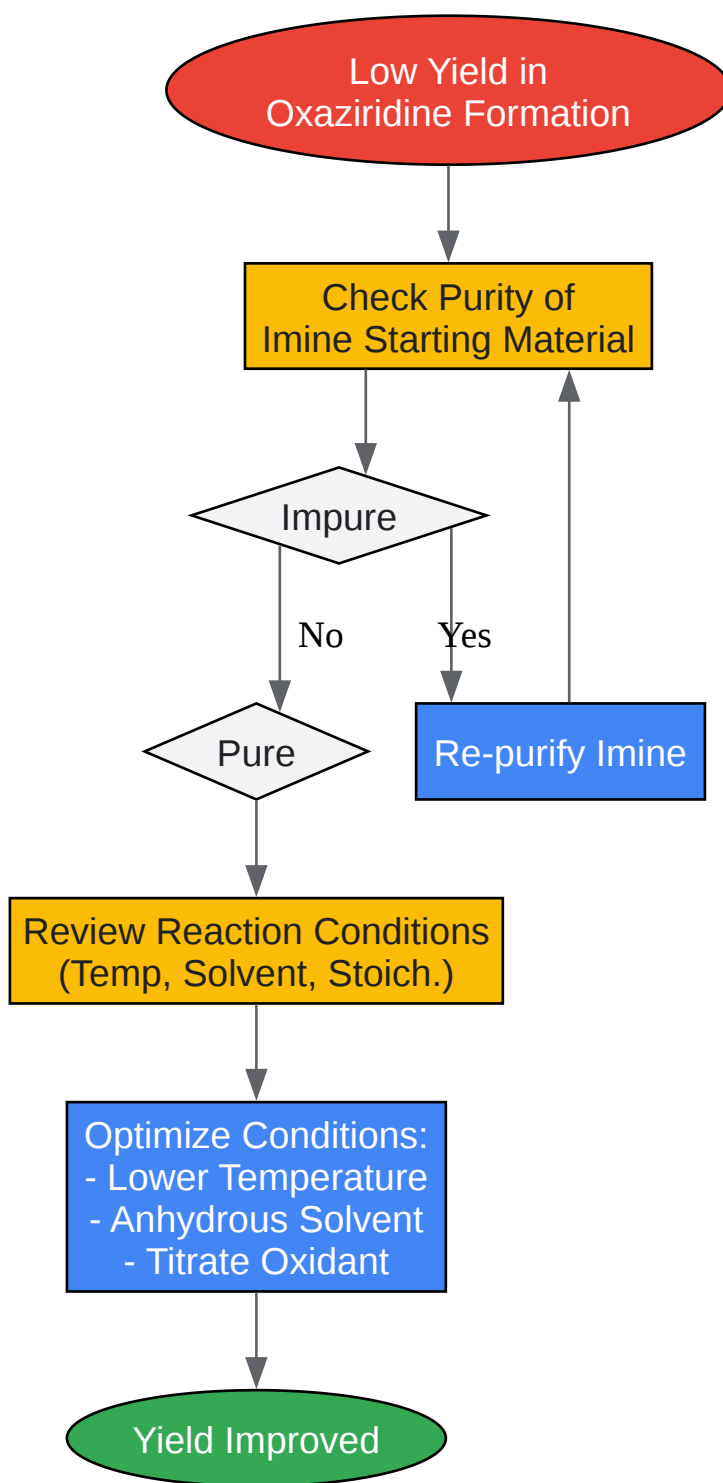 Low Yield in
Oxaziridine Formation
Check Purity of
Imine Starting Material
Impure
No
Yes
Pure
Re-purify Imine
Review Reaction Conditions
(Temp, Solvent, Stoich.)
Optimize Conditions:
- Lower Temperature
- Anhydrous Solvent
- Titrate Oxidant
Yield Improved